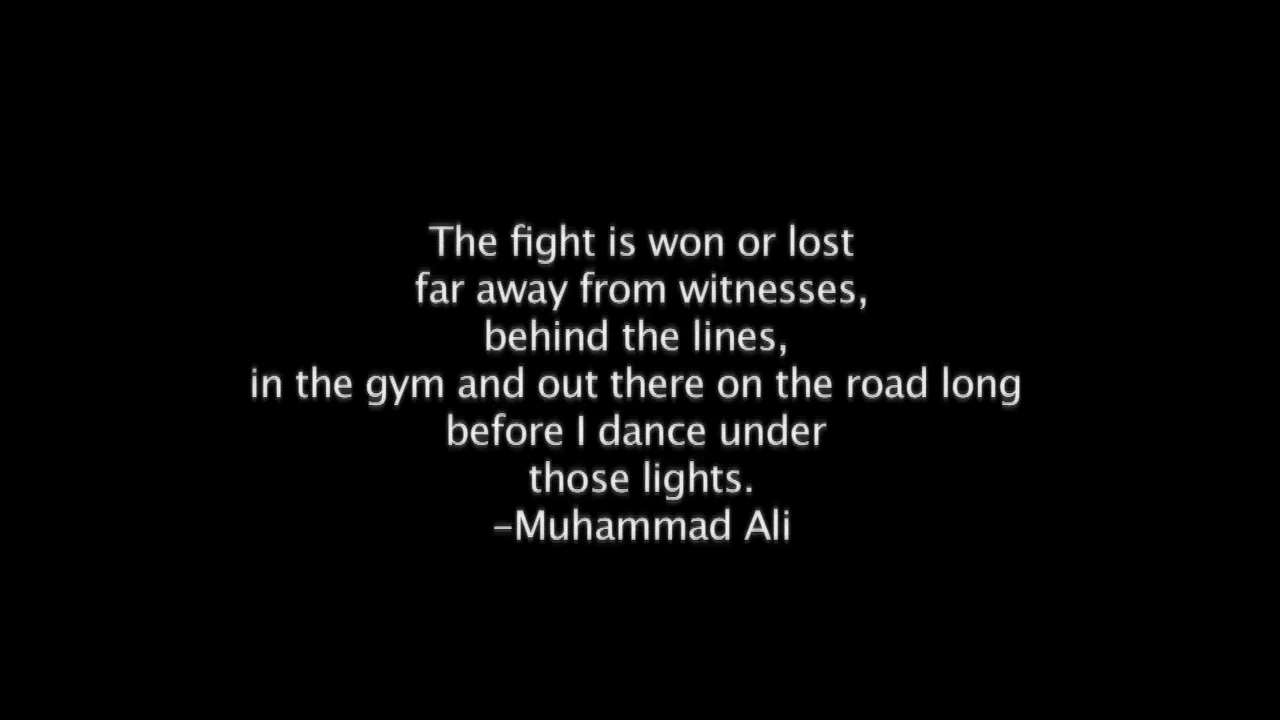 The fight is won or lost
far away from witnesses,
behind the lines,
in the gym and out there on the road long
before I dance under
those lights.
–Muhammad Ali